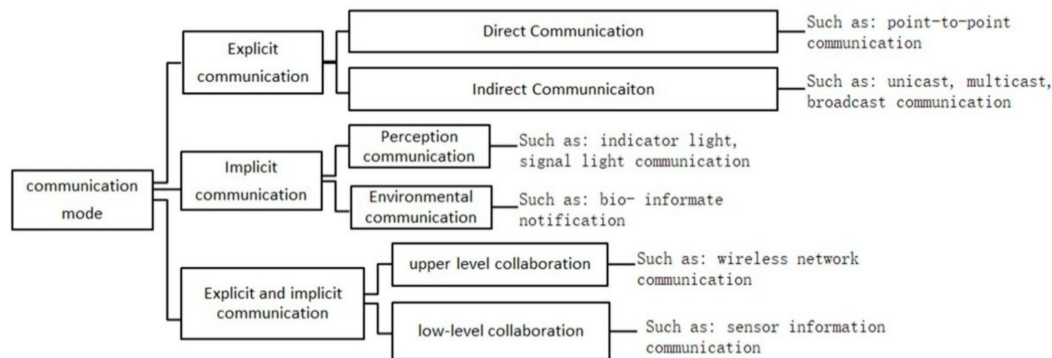 Explicit
communication
Direct Communication
Such as: point-to-point
communication
Indirect Communnicaiton
Such as: unicast, multicast,
broadcast communication
communication
mode
Implicit
communication
Perception
communication
Such as: indicator light,
signal light communication
Environmental
communication
Such as: bio- informate
notification
Explicit and implicit
communication
upper level collaboration
Such as: wireless network
communication
low-level collaboration
Such as: sensor information
communication